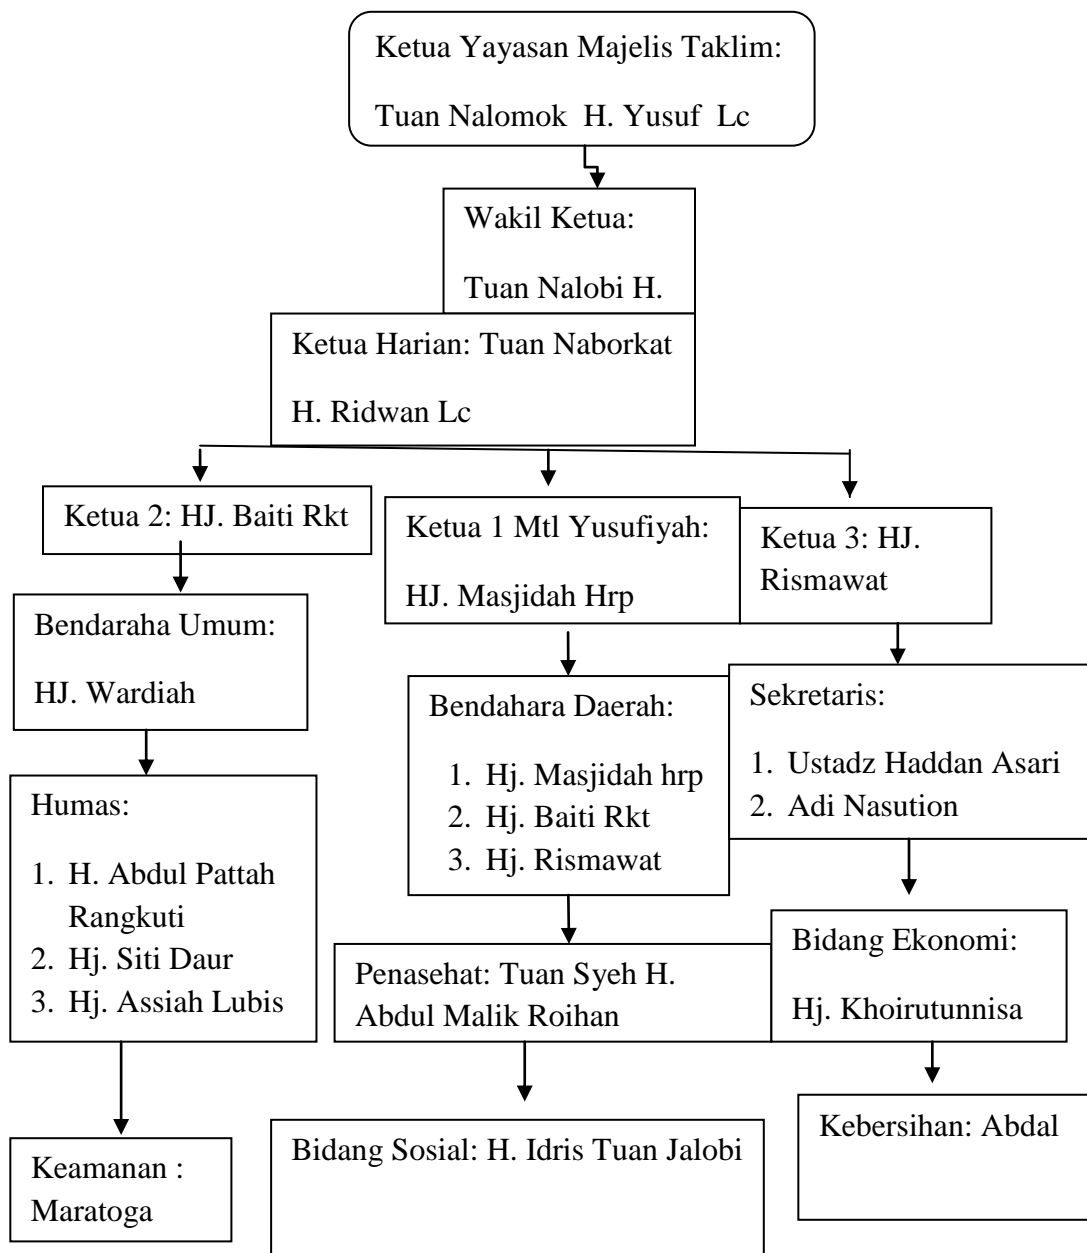 Ketua Yayasan Majelis Taklim:
Tuan Nalomok H. Yusuf Lc
Wakil Ketua:
Tuan Nalobi H.
Ketua Harian: Tuan Naborkat
H. Ridwan Lc
Ketua 2: HJ. Baiti Rkt
Ketua 1 Mtl Yusufiyah:
HJ. Masjidah Hrp
Ketua 3: HJ.
Rismawat
Bendaraha Umum:
HJ. Wardiah
Bendahara Daerah:
1. Hj. Masjidah hrp
2. Hj. Baiti Rkt
3. Hj. Rismawat
Sekretaris:
1. Ustadz Haddan Asari
2. Adi Nasution
Humas:
1. H. Abdul Pattah
Rangkuti
2. Hj. Siti Daur
3. Hj. Assiah Lubis
Penasehat: Tuan Syeh H.
Abdul Malik Roihan
Bidang Ekonomi:
Hj. Khoirutunnisa
Keamanan :
Maratoga
Bidang Sosial: H. Idris Tuan Jalobi
Kebersihan: Abdal